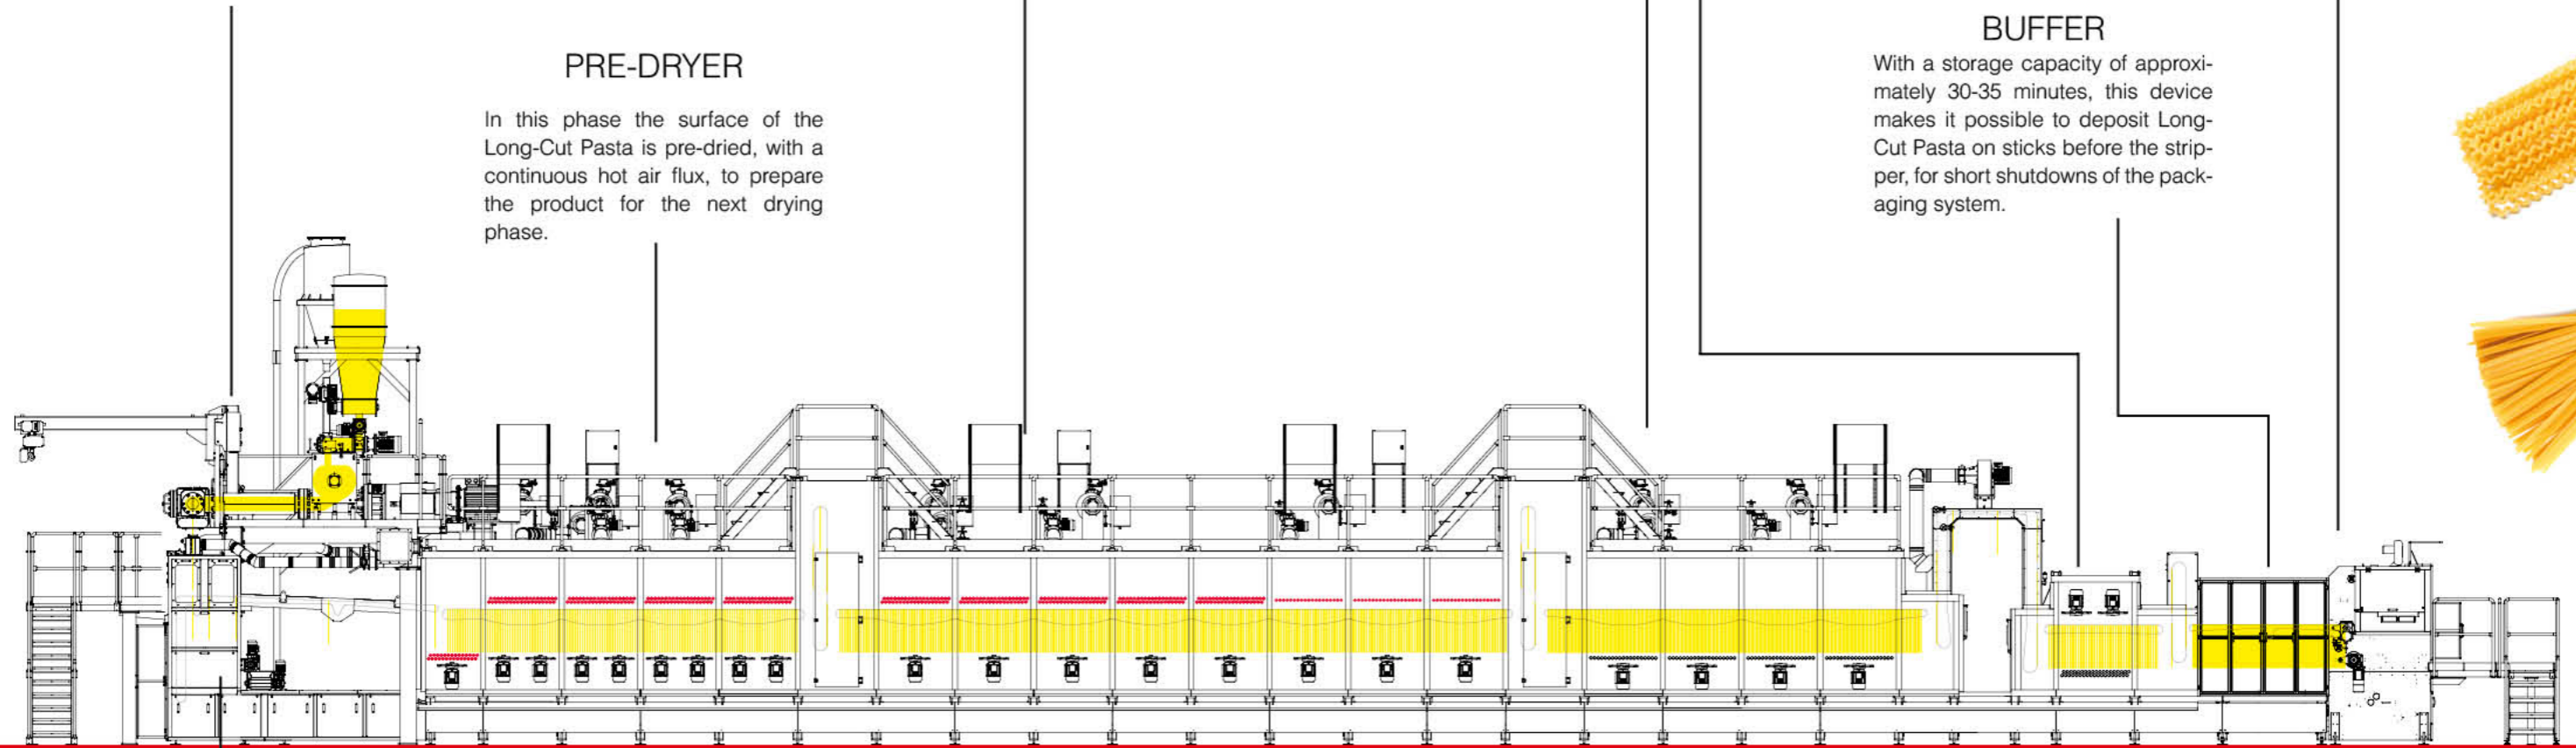 PRE-DRYER
In this phase the surface of the
Long-Cut Pasta is pre-dried, with a
continuous hot air flux, to prepare
the product for the next drying
phase.
BUFFER
With a storage capacity of approxi-
mately 30-35 minutes, this device
makes it possible to deposit Long-
Cut Pasta on sticks before the strip-
per, for short shutdowns of the pack-
aging system.